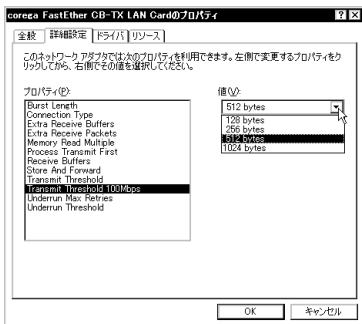 corega FastEther CB-TX LAN Cardのプロパティ
全般 詳細設定 ドライバ リソース
このネットワーク アダプタでは次のプロパティを利用できます。左側で変更するプロパティをク
リックしてから、右側でその値を選択してください。
プロパティ(P):
値(V):
Burst Length
Connection Type
Extra Receive Buffers
Extra Receive Packets
Memory Read Multiple
Process Transmit First
Receive Buffers
Store And Forward
Transmit Threshold
Transmit Threshold 100Mbps
Underrun Max Retries
Underrun Threshold
512 bytes
128 bytes
256 bytes
512 bytes
1024 bytes
OK
キャンセル